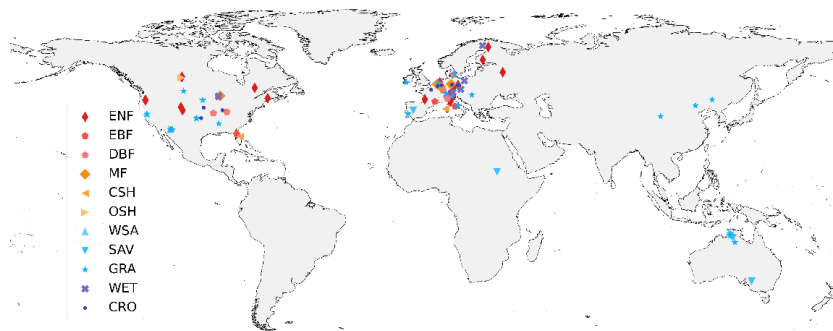 ENF
EBF
DBF
MF
CSH
OSH
WSA
SAV
GRA
WET
CRO